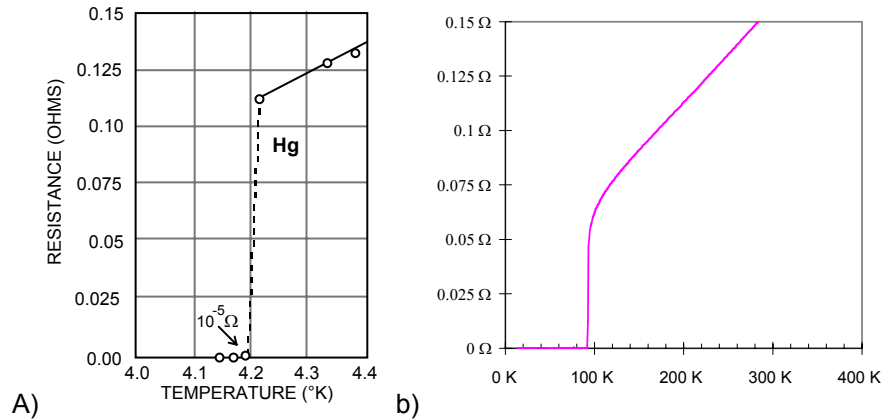 0.15
0.125
0.10
0.075
0.05
0.025
0.00
RESISTANCE (OHMS)
Hg
10-5Ω
4.0 4.1 4.2 4.3 4.4
TEMPERATURE (°K)
A)
0.15 Ω
0.125 Ω
0.1 Ω
0.075 Ω
0.05 Ω
0.025 Ω
0 Ω
0 K 100 K 200 K 300 K 400 K
b)